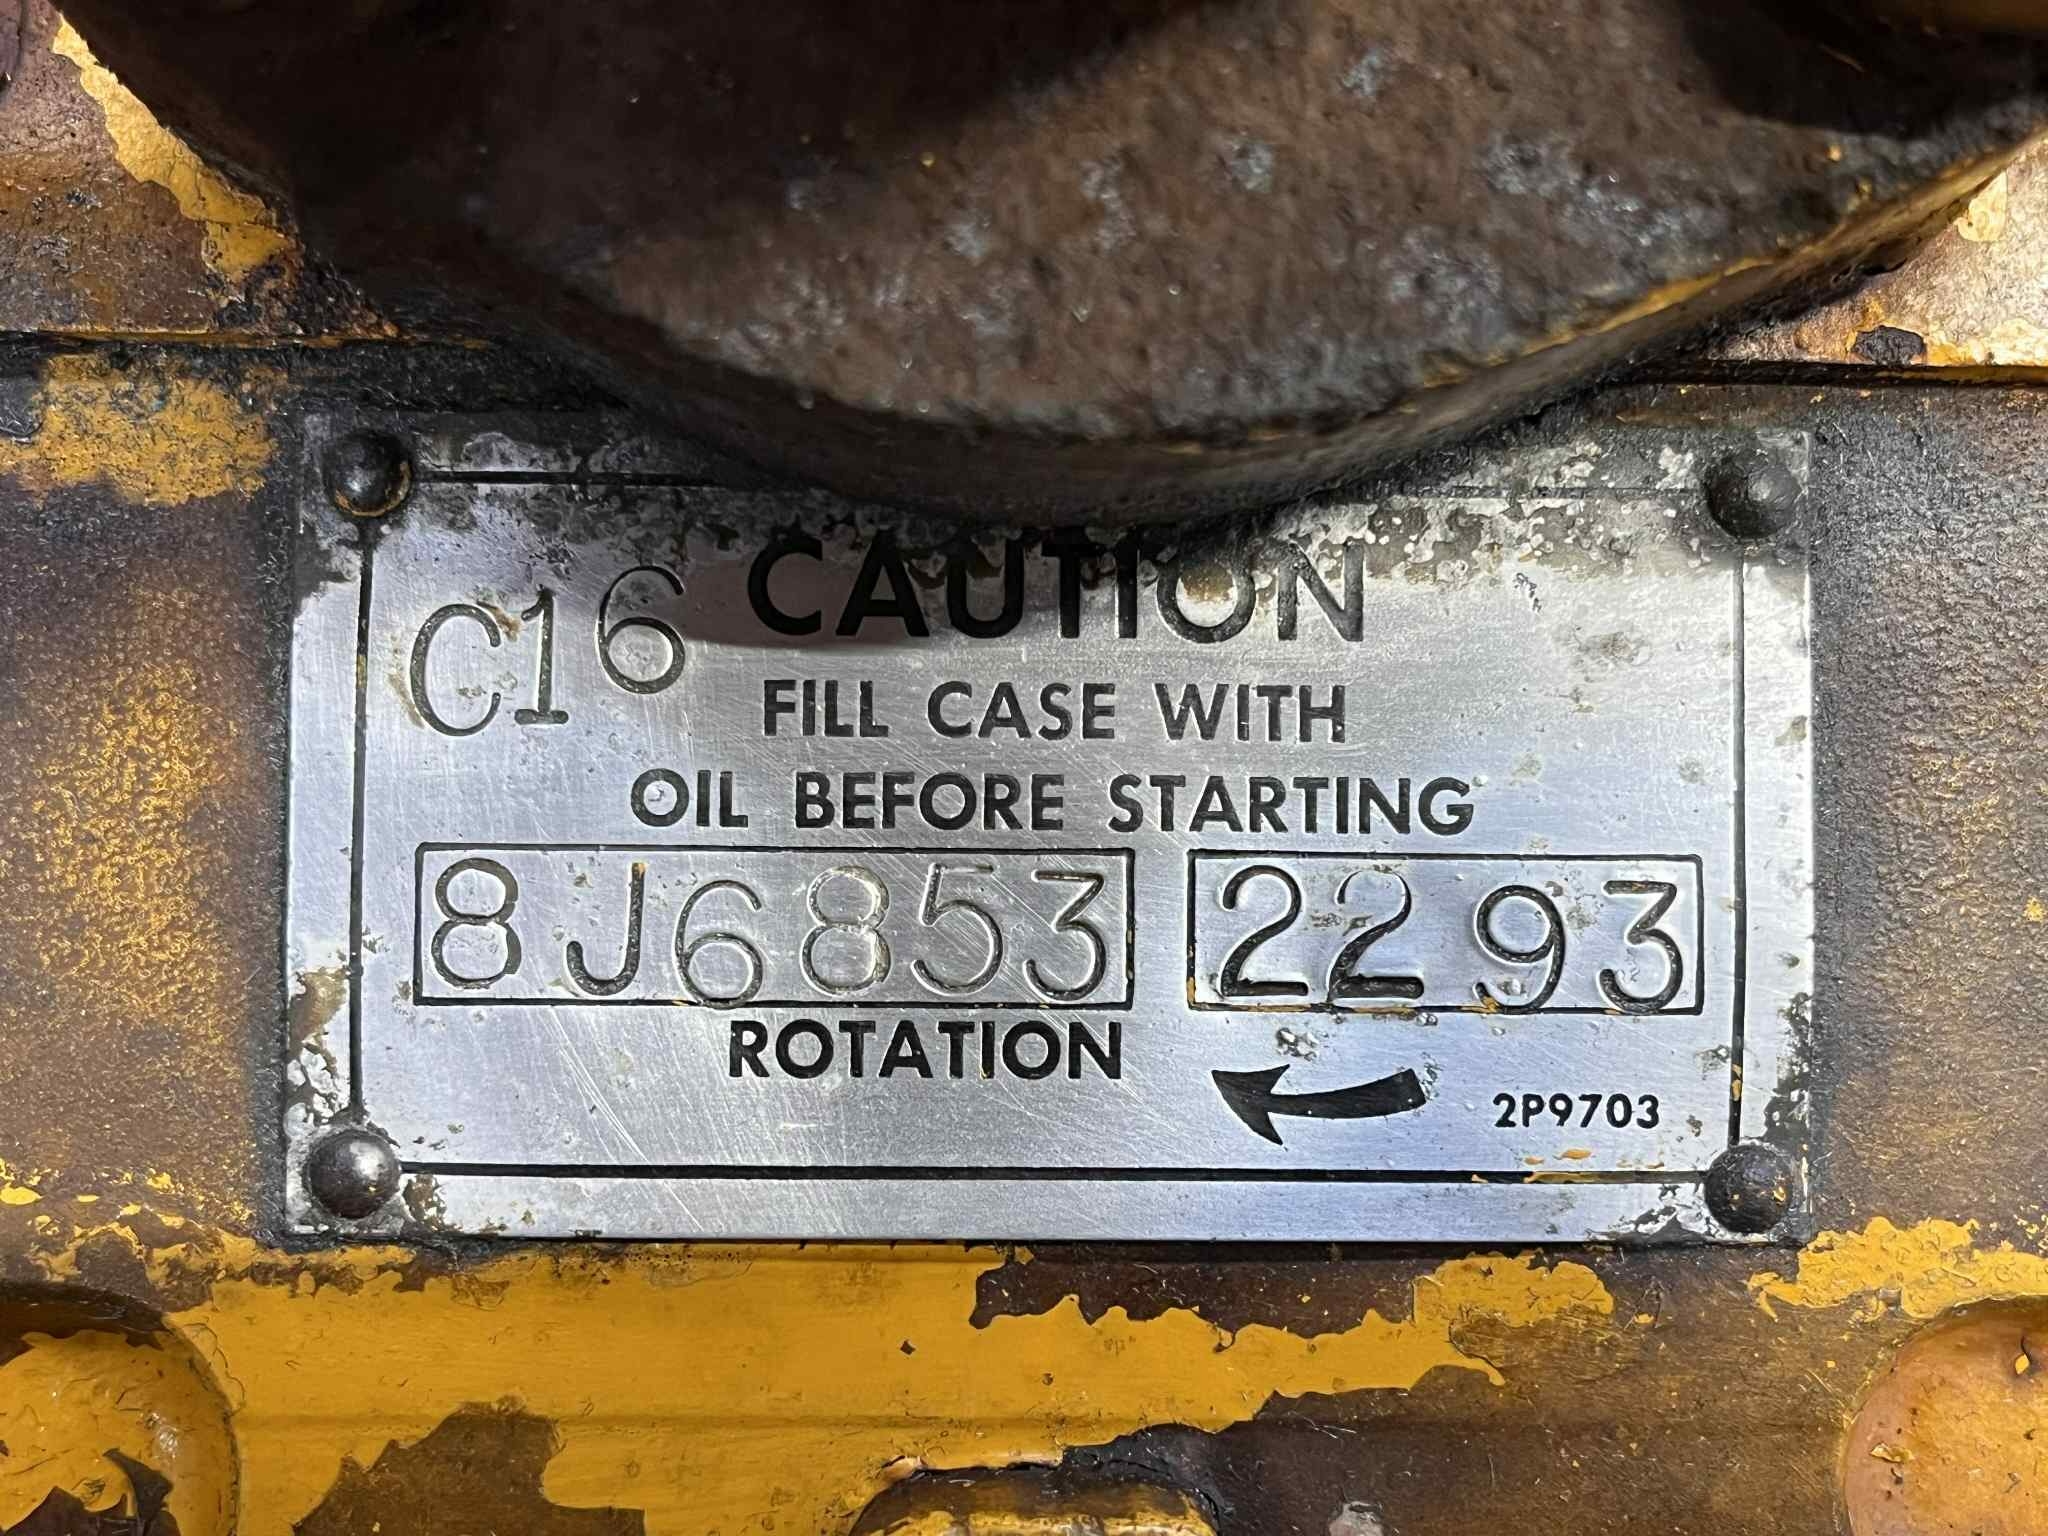 CAUTION
C16
FILL CASE WITH
OIL BEFORE STARTING
8J6853 2293
ROTATION
2P9703